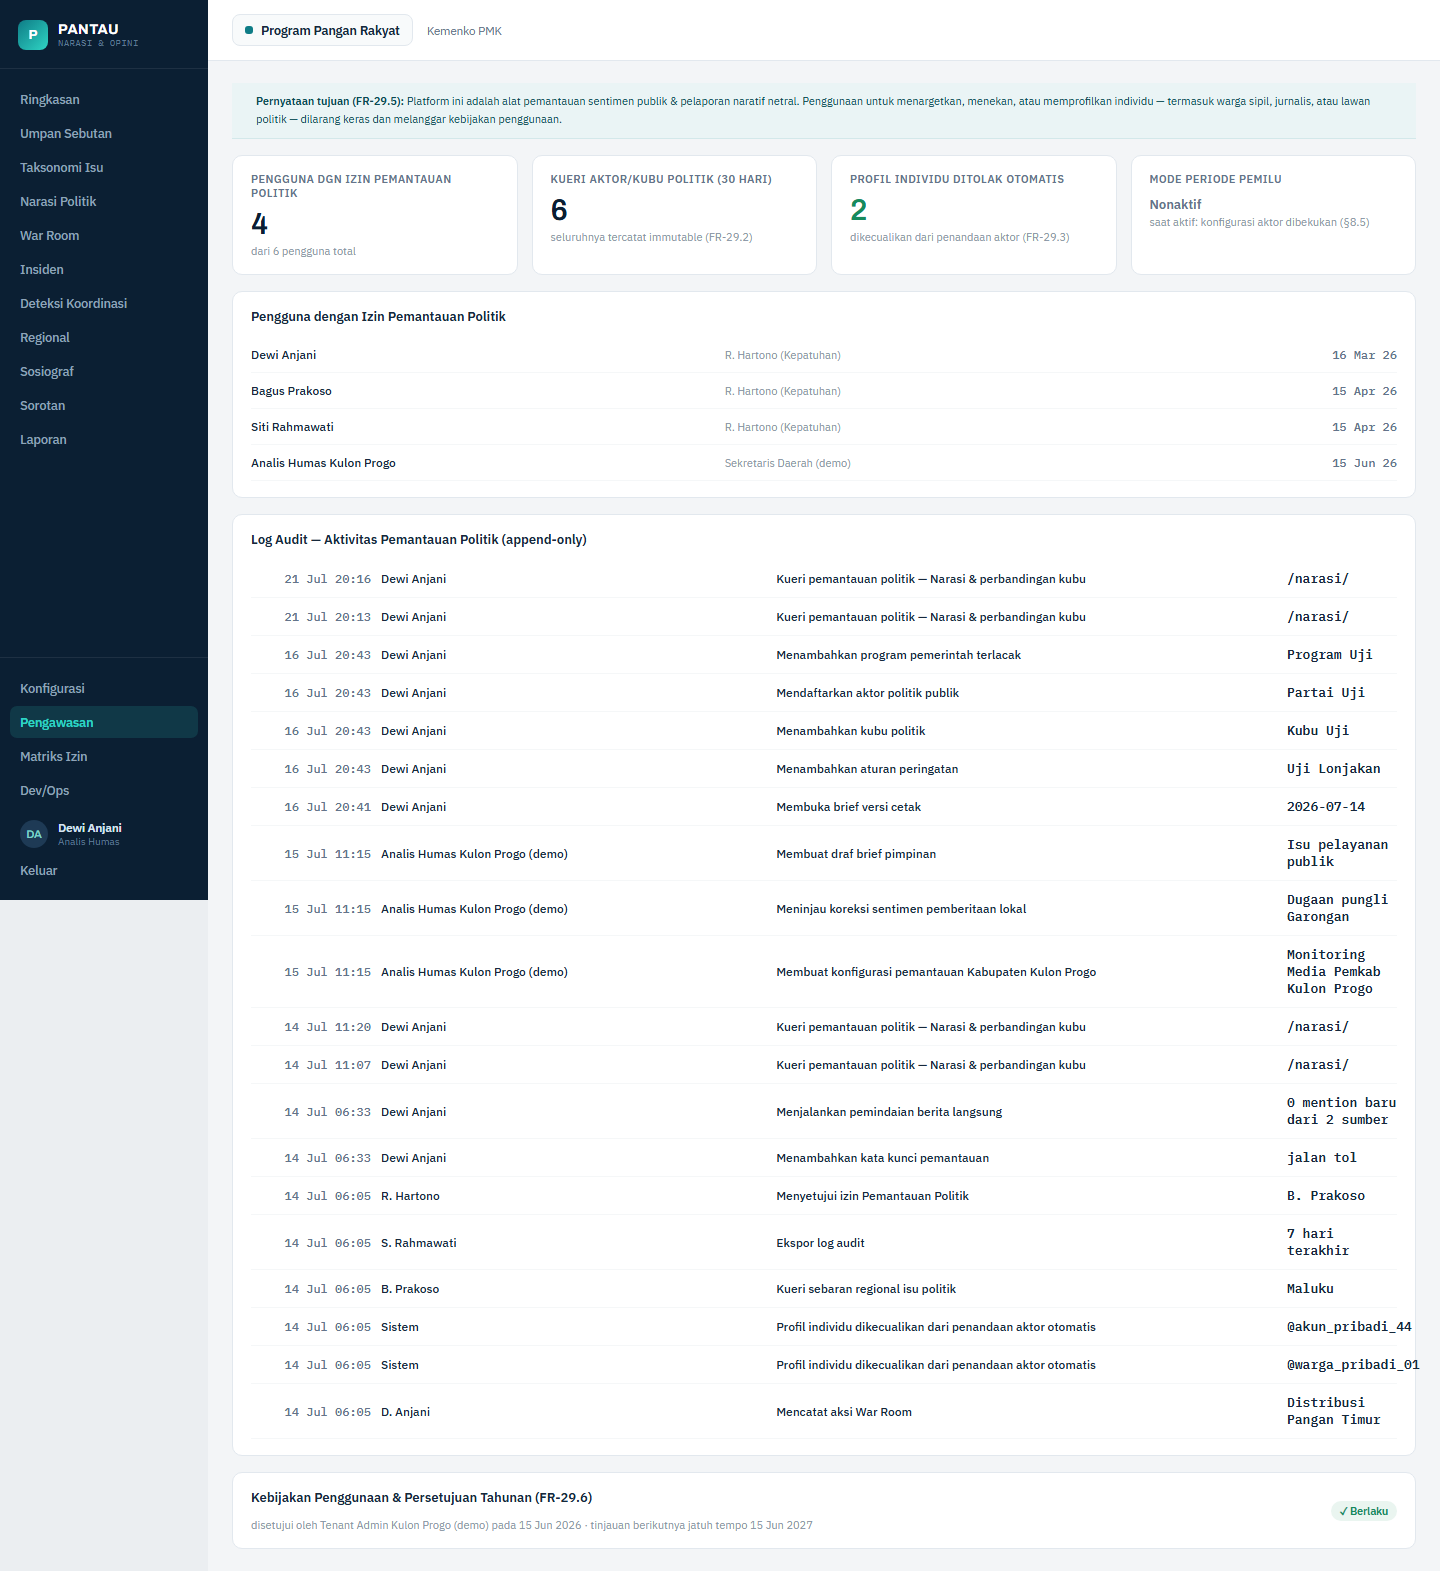 P
PANTAU
NARASI & OPINI
Ringkasan
Umpan Sebutan
Taksonomi Isu
Narasi Politik
War Room
Insiden
Deteksi Koordinasi
Regional
Sosiograf
Sorotan
Laporan
Konfigurasi
Pengawasan
Matriks Izin
Dev/Ops
DA
Dewi Anjani
Analis Humas
Keluar
Program Pangan Rakyat
Kemenko PMK
Pernyataan tujuan (FR-29.5): Platform ini adalah alat pemantauan sentimen publik & pelaporan naratif netral. Penggunaan untuk menargetkan, menekan, atau memprofilkan individu — termasuk warga sipil, jurnalis, atau lawan
politik — dilarang keras dan melanggar kebijakan penggunaan.
PENGGUNA DGN IZIN PEMANTAUAN
POLITIK
4
dari 6 pengguna total
KUERI AKTOR/KUBU POLITIK (30 HARI)
6
seluruhnya tercatat immutable (FR-29.2)
PROFIL INDIVIDU DITOLAK OTOMATIS
2
dikecualikan dari penandaan aktor (FR-29.3)
MODE PERIODE PEMILU
Nonaktif
saat aktif: konfigurasi aktor dibekukan (§8.5)
Pengguna dengan Izin Pemantauan Politik
Dewi Anjani R. Hartono (Kepatuhan) 16 Mar 26
Bagus Prakoso R. Hartono (Kepatuhan) 15 Apr 26
Siti Rahmawati R. Hartono (Kepatuhan) 15 Apr 26
Analis Humas Kulon Progo Sekretaris Daerah (demo) 15 Jun 26
Log Audit — Aktivitas Pemantauan Politik (append-only)
21 Jul 20:16 Dewi Anjani Kueri pemantauan politik — Narasi & perbandingan kubu /narasi/
21 Jul 20:13 Dewi Anjani Kueri pemantauan politik — Narasi & perbandingan kubu /narasi/
16 Jul 20:43 Dewi Anjani Menambahkan program pemerintah terlacak Program Uji
16 Jul 20:43 Dewi Anjani Mendaftarkan aktor politik publik Partai Uji
16 Jul 20:43 Dewi Anjani Menambahkan kubu politik Kubu Uji
16 Jul 20:43 Dewi Anjani Menambahkan aturan peringatan Uji Lonjakan
16 Jul 20:41 Dewi Anjani Membuka brief versi cetak 2026-07-14
15 Jul 11:15 Analis Humas Kulon Progo (demo) Membuat draf brief pimpinan Isu pelayanan
publik
15 Jul 11:15 Analis Humas Kulon Progo (demo) Meninjau koreksi sentimen pemberitaan lokal Dugaan pungli
Garongan
15 Jul 11:15 Analis Humas Kulon Progo (demo) Membuat konfigurasi pemantauan Kabupaten Kulon Progo Monitoring
Media Pemkab
Kulon Progo
14 Jul 11:20 Dewi Anjani Kueri pemantauan politik — Narasi & perbandingan kubu /narasi/
14 Jul 11:07 Dewi Anjani Kueri pemantauan politik — Narasi & perbandingan kubu /narasi/
14 Jul 06:33 Dewi Anjani Menjalankan pemindaian berita langsung 0 mention baru
dari 2 sumber
14 Jul 06:33 Dewi Anjani Menambahkan kata kunci pemantauan jalan tol
14 Jul 06:05 R. Hartono Menyetujui izin Pemantauan Politik B. Prakoso
14 Jul 06:05 S. Rahmawati Ekspor log audit 7 hari
terakhir
14 Jul 06:05 B. Prakoso Kueri sebaran regional isu politik Maluku
14 Jul 06:05 Sistem Profil individu dikecualikan dari penandaan aktor otomatis @akun_pribadi_44
14 Jul 06:05 Sistem Profil individu dikecualikan dari penandaan aktor otomatis @warga_pribadi_01
14 Jul 06:05 D. Anjani Mencatat aksi War Room Distribusi
Pangan Timur
Kebijakan Penggunaan & Persetujuan Tahunan (FR-29.6)
disetujui oleh Tenant Admin Kulon Progo (demo) pada 15 Jun 2026 · tinjauan berikutnya jatuh tempo 15 Jun 2027
✓ Berlaku